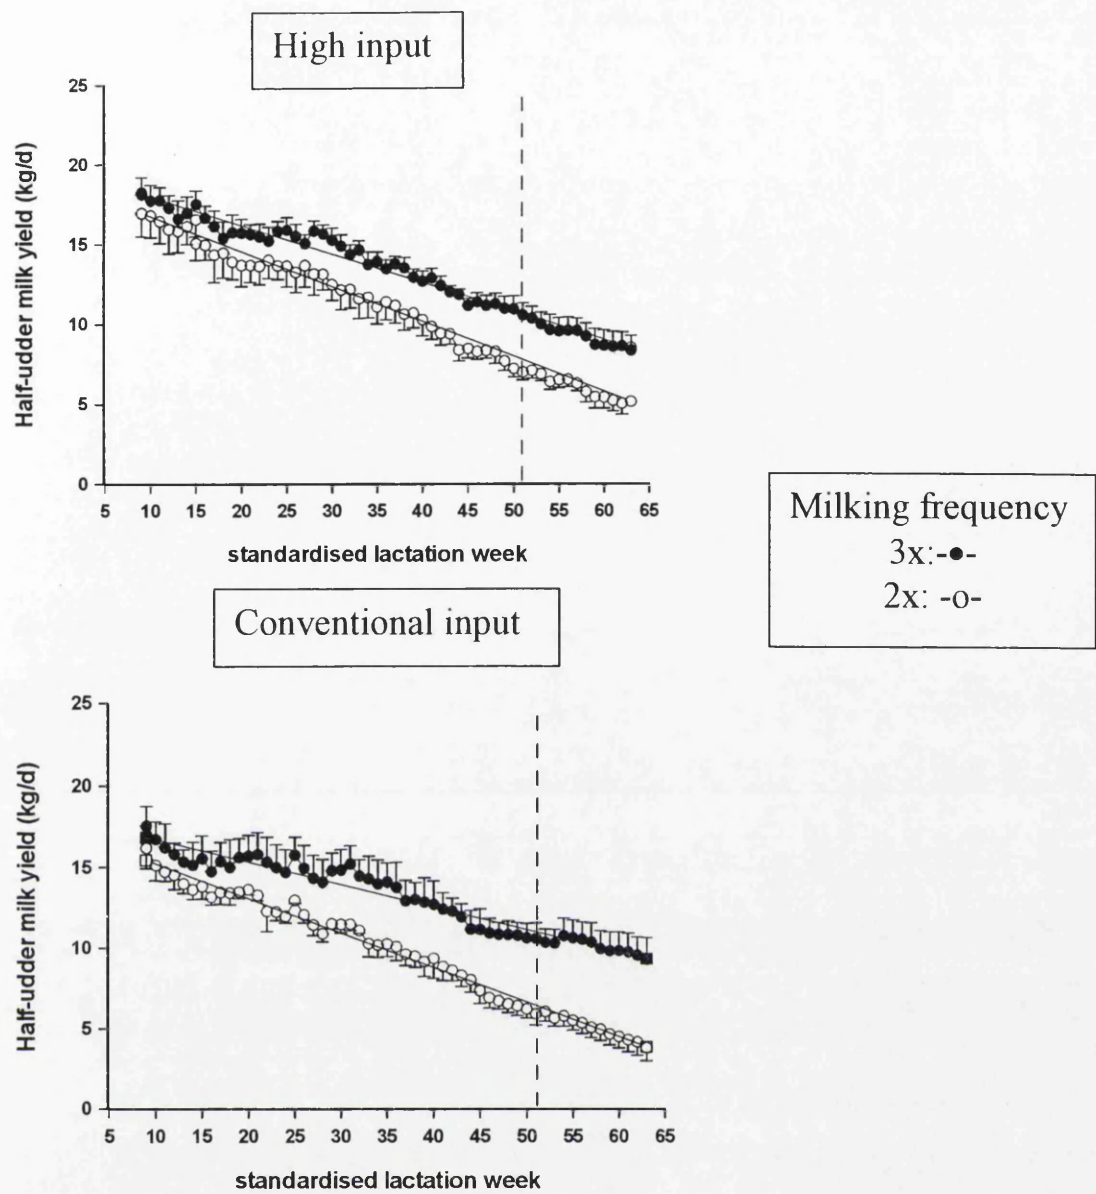 High input
25
20
15
10
5
0
Half-udder milk yield (kg/d)
5 10 15 20 25 30 35 40 45 50 55 60 65
standardised lactation week
Milking frequency
3x:-●-
2x: -o-
Conventional input
25
20
15
10
5
0
Half-udder milk yield (kg/d)
5 10 15 20 25 30 35 40 45 50 55 60 65
standardised lactation week